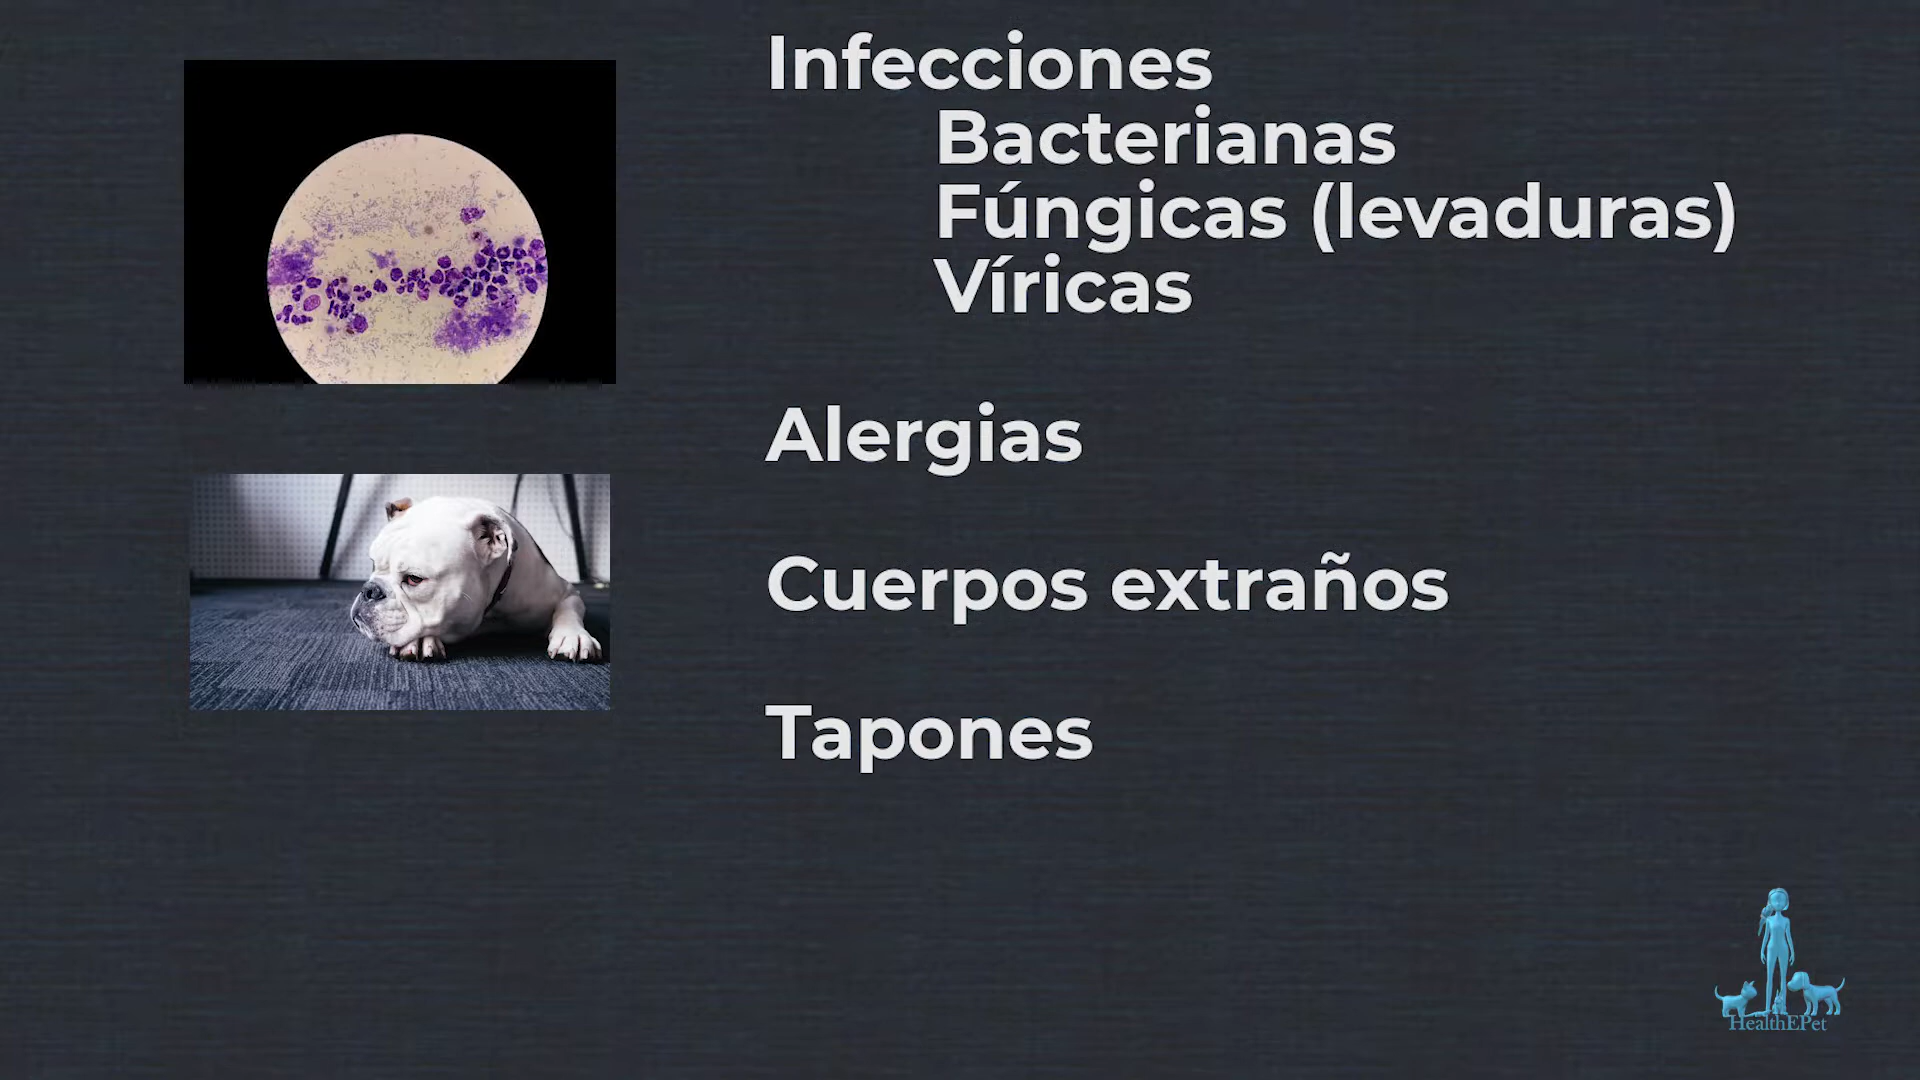 Infecciones
Bacterianas
Fúngicas (levaduras)
Víricas
Alergias
Cuerpos extraños
Tapones
HealthEPet